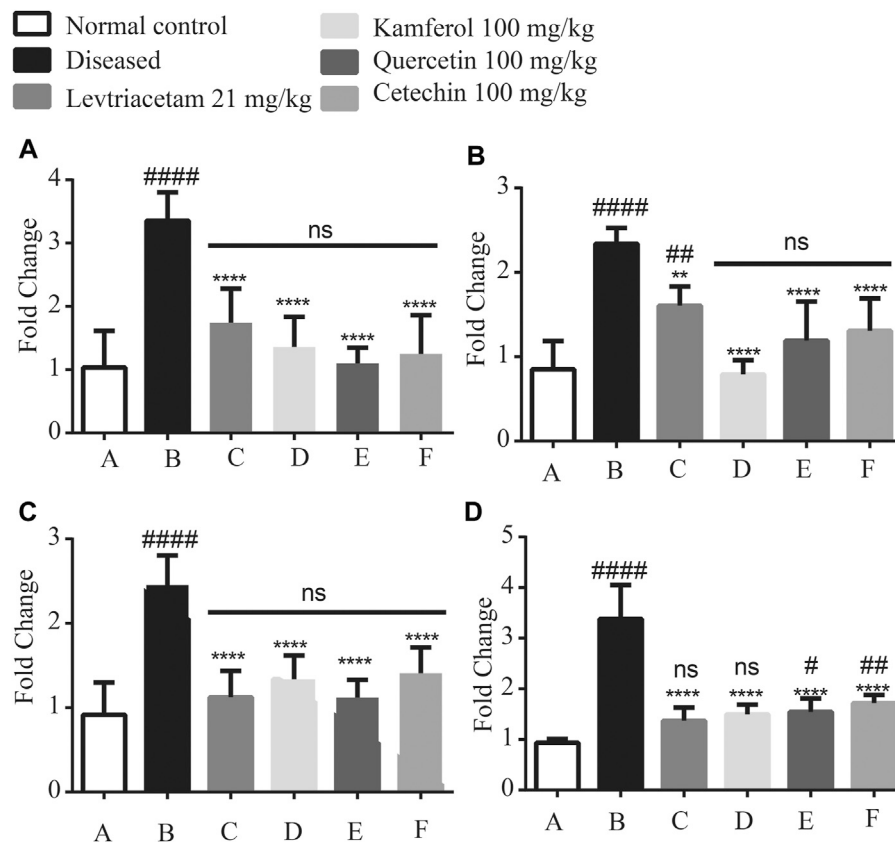 Normal control
Diseased
Levtriacetam 21 mg/kg
Kamferol 100 mg/kg
Quercetin 100 mg/kg
Cetechin 100 mg/kg
A
Fold Change
4
3
2
1
0
####
ns
****
****
****
****
A B C D E F
B
Fold Change
3
2
1
0
####
##
**
ns
****
****
****
A B C D E F
C
Fold Change
3
2
1
0
####
ns
****
****
****
****
A B C D E F
D
Fold Change
5
4
3
2
1
0
####
ns ns # ##
**** **** **** ****
A B C D E F